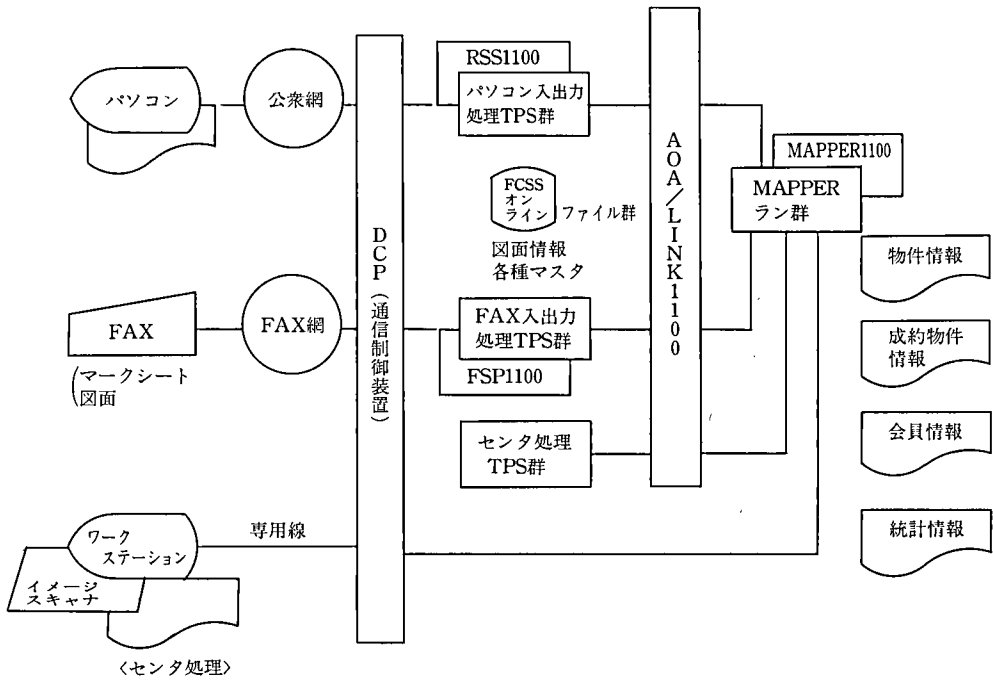 パソコン
公衆網
RSS1100
パソコン入出力
処理TPS群
AOA/LINK1100
MAPPER1100
MAPPER
ラン群
DCP(通信制御装置)
FCSS
オン
ライン
ファイル群
図面情報
各種マスタ
物件情報
FAX
(マークシート
図面
FAX網
FAX入出力
処理TPS群
FSP1100
成約物件
情報
センタ処理
TPS群
会員情報
ワーク
ステーション
専用線
イメージ
スキャナ
統計情報
〈センタ処理〉